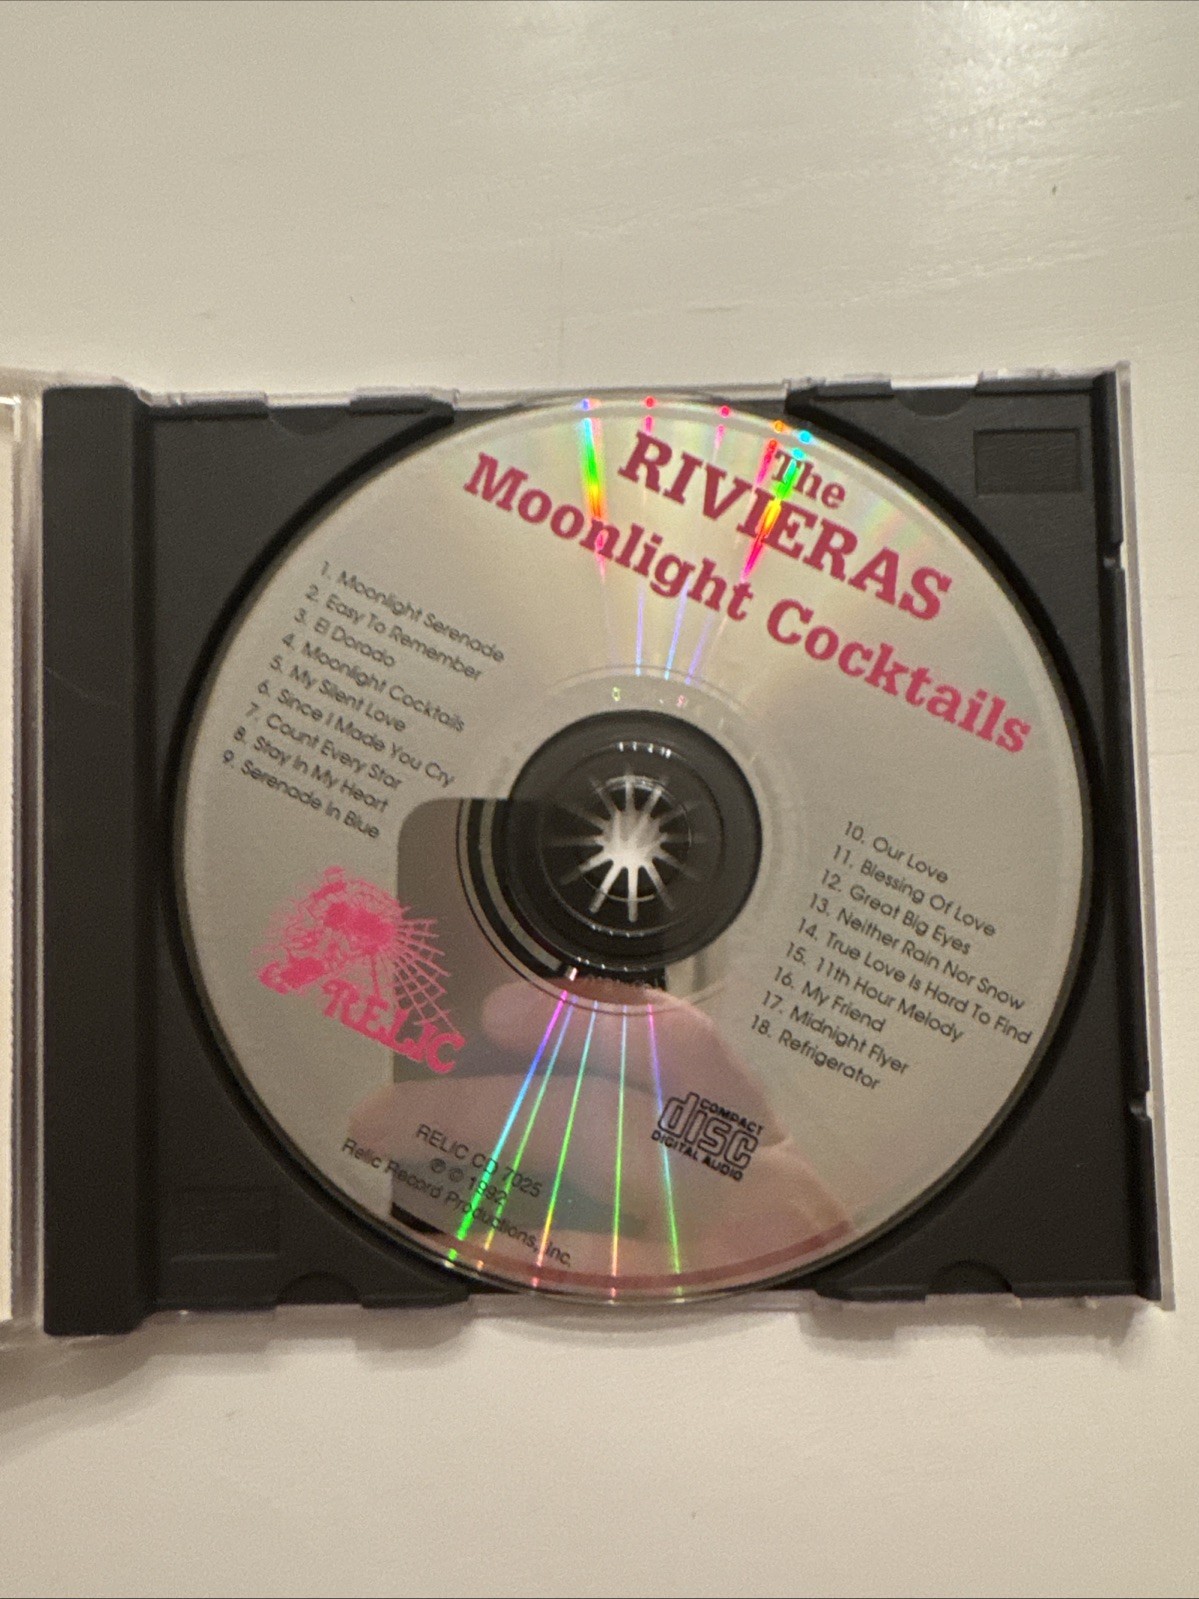 The
RIVIERAS
Moonlight Cocktails
1. Moonlight Serenade
2. Easy To Remember
3. El Dorado
4. Moonlight Cocktails
5. My Silent Love
6. Since I Made You Cry
7. Count Every Star
8. Stay In My Heart
9. Serenade In Blue
10. Our Love
11. Blessing Of Love
12. Great Big Eyes
13. Neither Rain Nor Snow
14. True Love Is Hard To Find
15. 11th Hour Melody
16. My Friend
17. Midnight Flyer
18. Refrigerator
RELIC
COMPACT
disc
DIGITAL AUDIO
RELIC CD 7025
℗ © 1992
Relic Record Productions, Inc.